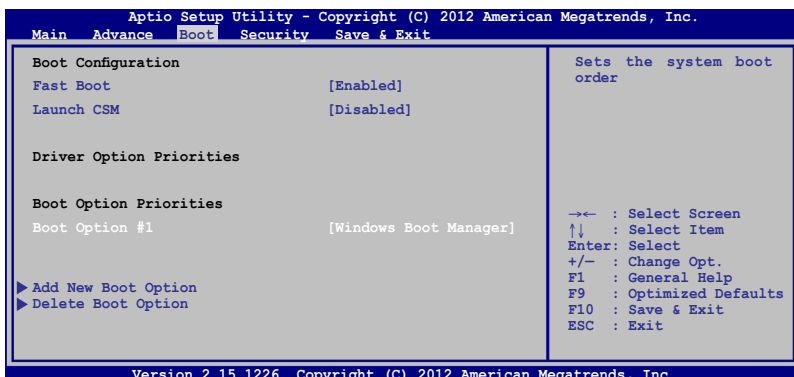 Aptio Setup Utility - Copyright (C) 2012 American Megatrends, Inc.
Main Advance Boot Security Save & Exit
Boot Configuration
Fast Boot [Enabled]
Launch CSM [Disabled]
Driver Option Priorities
Boot Option Priorities
Boot Option #1 [Windows Boot Manager]
Add New Boot Option
Delete Boot Option
Sets the system boot
order
→← : Select Screen
↑↓ : Select Item
Enter: Select
+/— : Change Opt.
F1 : General Help
F9 : Optimized Defaults
F10 : Save & Exit
ESC : Exit
Version 2.15.1226. Copyright (C) 2012 American Megatrends, Inc.